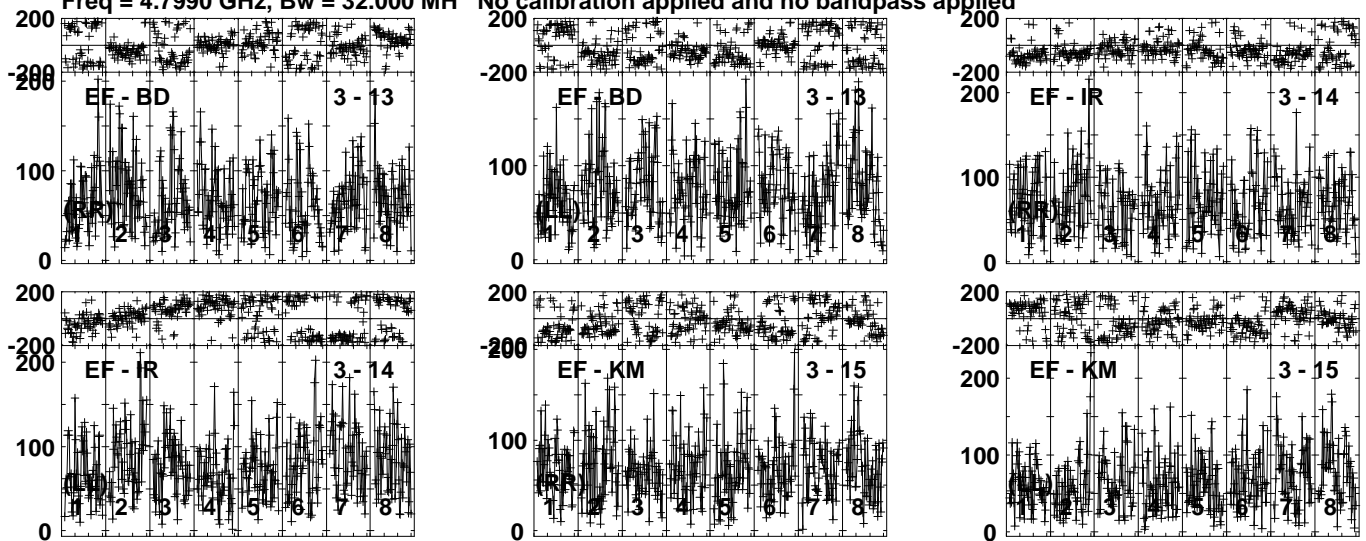 Freq = 4.7990 GHz, Bw = 32.000 MH No calibration applied and no bandpass applied
200
-200
200
EF - BD 3 - 13
100
(RR)
1 2 3 4 5 6 7 8
0
200
-200
200
EF - BD 3 - 13
100
(LL)
1 2 3 4 5 6 7 8
0
200
-200
200
EF - IR 3 - 14
100
(RR)
1 2 3 4 5 6 7 8
0
200
-200
200
EF - IR 3 - 14
100
(LL)
1 2 3 4 5 6 7 8
0
200
-200
200
EF - KM 3 - 15
100
(RR)
1 2 3 4 5 6 7 8
0
200
-200
200
EF - KM 3 - 15
100
(LL)
1 2 3 4 5 6 7 8
0